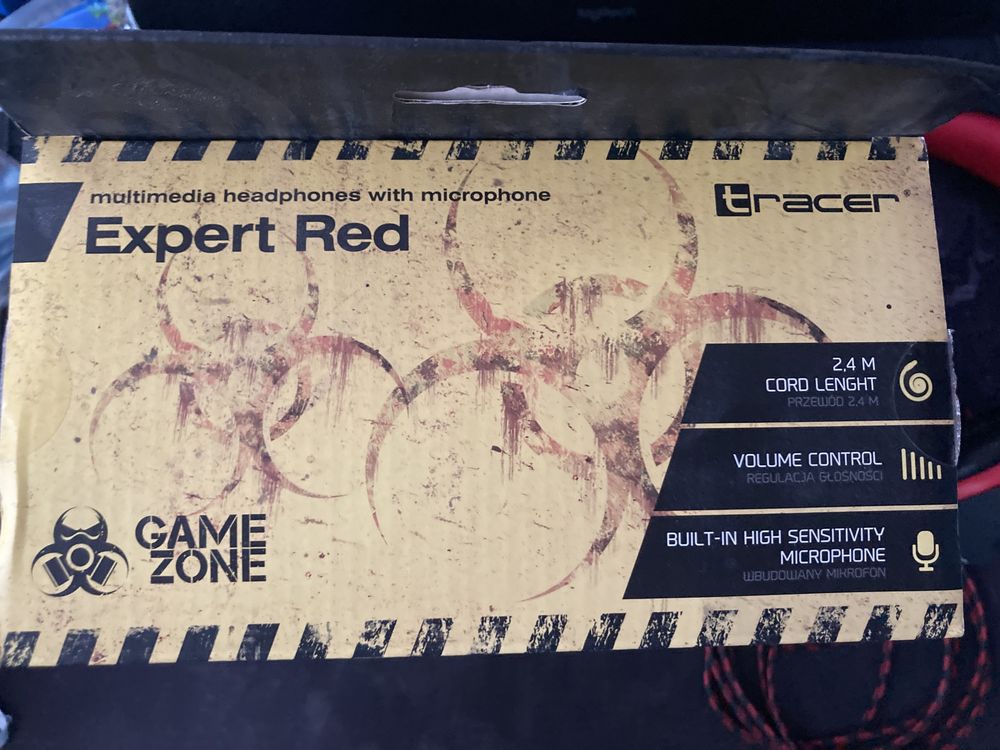 multimedia headphones with microphone
Expert Red
tracer®
2,4 M
CORD LENGHT
PRZEWÓD 2,4 M
VOLUME CONTROL
REGULACJA GŁOŚNOŚCI
BUILT-IN HIGH SENSITIVITY
MICROPHONE
WBUDOWANY MIKROFON
GAME
ZONE